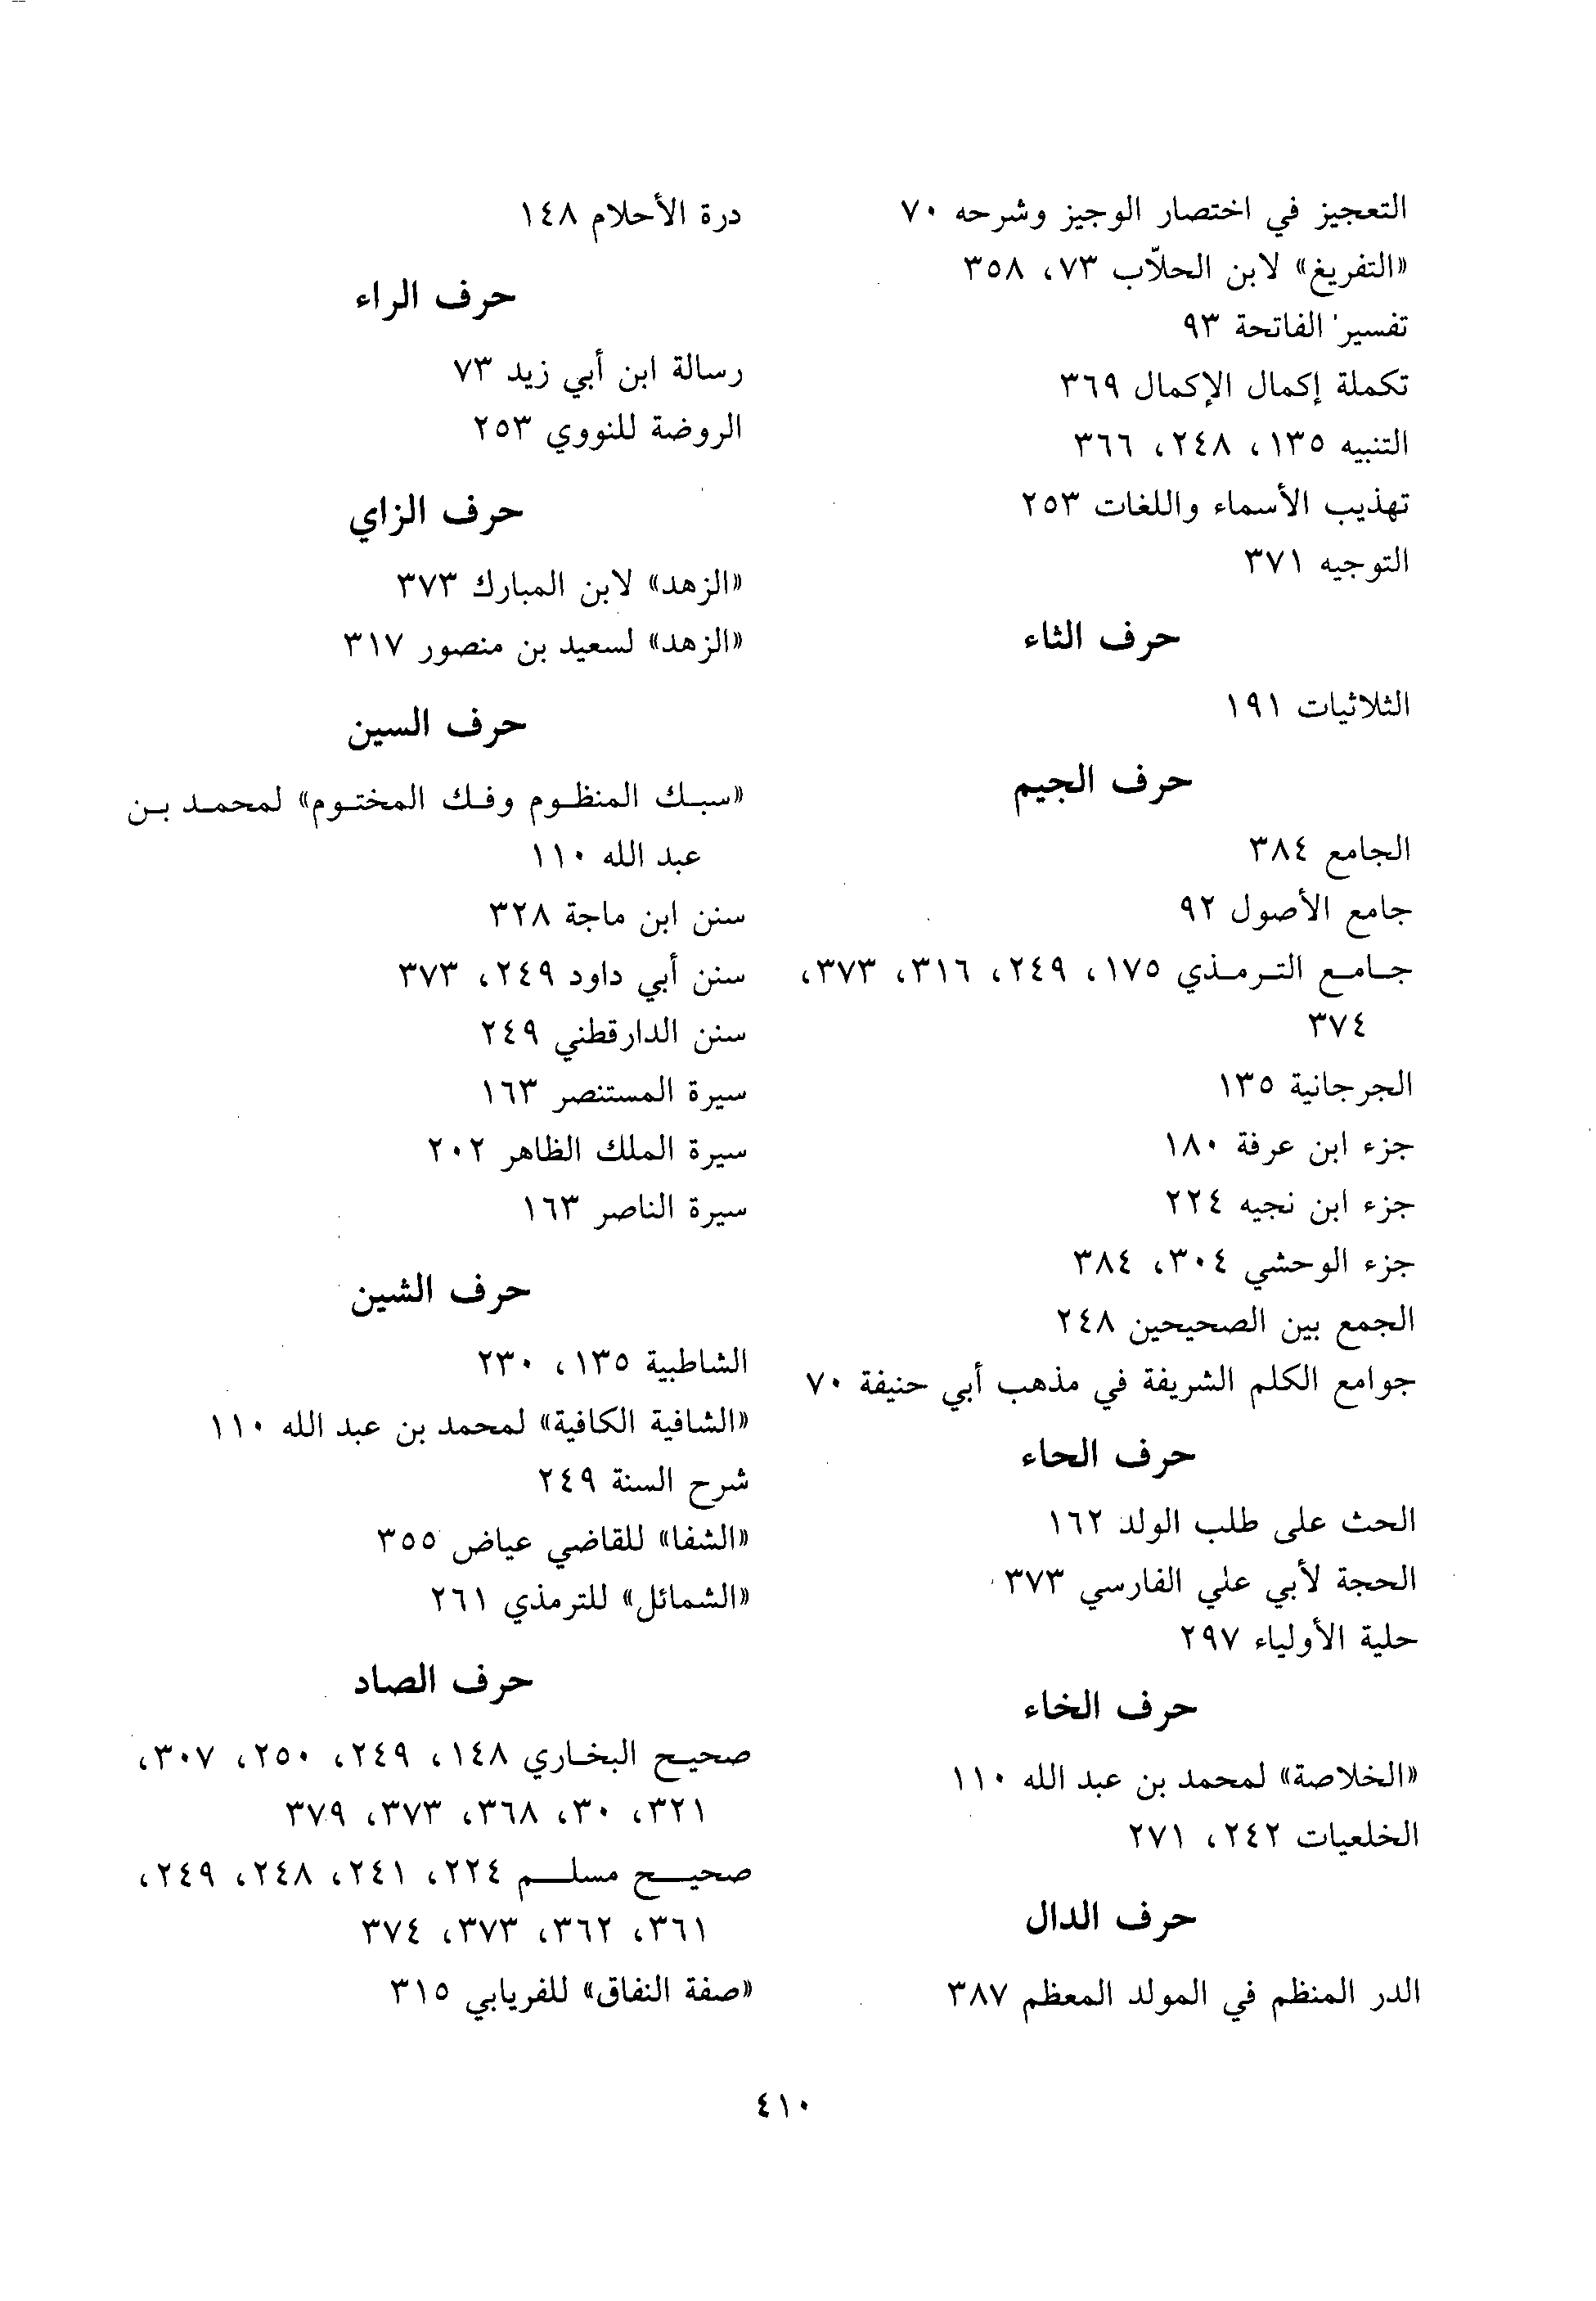 التعجيز في اختصار الوجيز وشرحه ٧٠
«التفريغ» لابن الحلاّب ٧٣، ٣٥٨
تفسير الفاتحة ٩٣
تكملة إكمال الإكمال ٣٦٩
التنبيه ١٣٥، ٢٤٨، ٣٦٦
تهذيب الأسماء واللغات ٢٥٣
التوجيه ٣٧١
حرف الثاء
الثلاثيات ١٩١
حرف الجيم
الجامع ٣٨٤
جامع الأصول ٩٢
جامع الترمذي ١٧٥، ٢٤٩، ٣١٦، ٣٧٣،
٣٧٤
الجرجانية ١٣٥
جزء ابن عرفة ١٨٠
جزء ابن نجيه ٢٢٤
جزء الوحشي ٣٠٤، ٣٨٤
الجمع بين الصحيحين ٢٤٨
جوامع الكلم الشريفة في مذهب أبي حنيفة ٧٠
حرف الحاء
الحث على طلب الولد ١٦٢
الحجة لأبي علي الفارسي ٣٧٣
حلية الأولياء ٢٩٧
حرف الخاء
«الخلاصة» لمحمد بن عبد الله ١١٠
الخلعيات ٢٤٢، ٢٧١
حرف الدال
الدر المنظم في المولد المعظم ٣٨٧
درة الأحلام ١٤٨
حرف الراء
رسالة ابن أبي زيد ٧٣
الروضة للنووي ٢٥٣
حرف الزاي
«الزهد» لابن المبارك ٣٧٣
«الزهد» لسعيد بن منصور ٣١٧
حرف السين
«سبك المنظوم وفك المختوم» لمحمد بن
عبد الله ١١٠
سنن ابن ماجة ٣٢٨
سنن أبي داود ٢٤٩، ٣٧٣
سنن الدارقطني ٢٤٩
سيرة المستنصر ١٦٣
سيرة الملك الظاهر ٢٠٢
سيرة الناصر ١٦٣
حرف الشين
الشاطبية ١٣٥، ٢٣٠
«الشافية الكافية» لمحمد بن عبد الله ١١٠
شرح السنة ٢٤٩
«الشفا» للقاضي عياض ٣٥٥
«الشمائل» للترمذي ٢٦١
حرف الصاد
صحيح البخاري ١٤٨، ٢٤٩، ٢٥٠، ٣٠٧،
٣٢١، ٣٠، ٣٦٨، ٣٧٣، ٣٧٩
صحيح مسلم ٢٢٤، ٢٤١، ٢٤٨، ٢٤٩،
٣٦١، ٣٦٢، ٣٧٣، ٣٧٤
«صفة النفاق» للفريابي ٣١٥
٤١٠